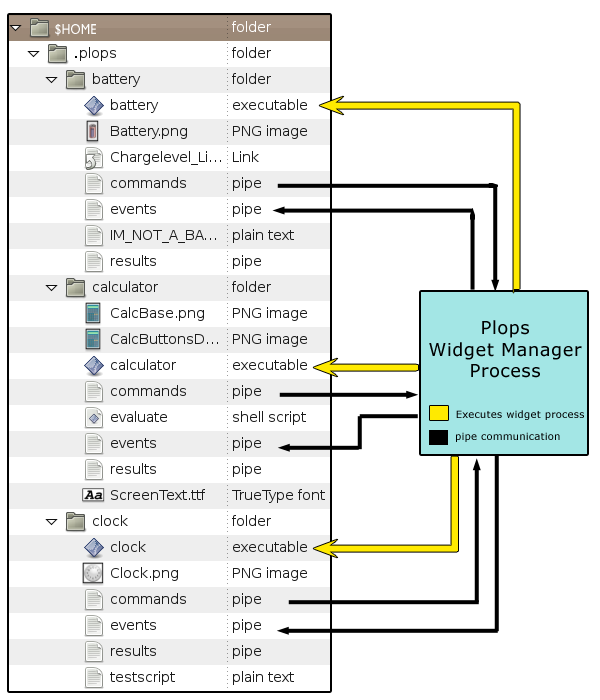 $HOME folder
.plops folder
battery folder
battery executable
Battery.png PNG image
Chargelevel_Li... Link
commands pipe
events pipe
IM_NOT_A_BA... plain text
results pipe
calculator folder
CalcBase.png PNG image
CalcButtonsD... PNG image
calculator executable
commands pipe
evaluate shell script
events pipe
results pipe
Aa ScreenText.ttf TrueType font
clock folder
clock executable
Clock.png PNG image
commands pipe
events pipe
results pipe
testscript plain text
Plops
Widget Manager
Process
Executes widget process
pipe communication